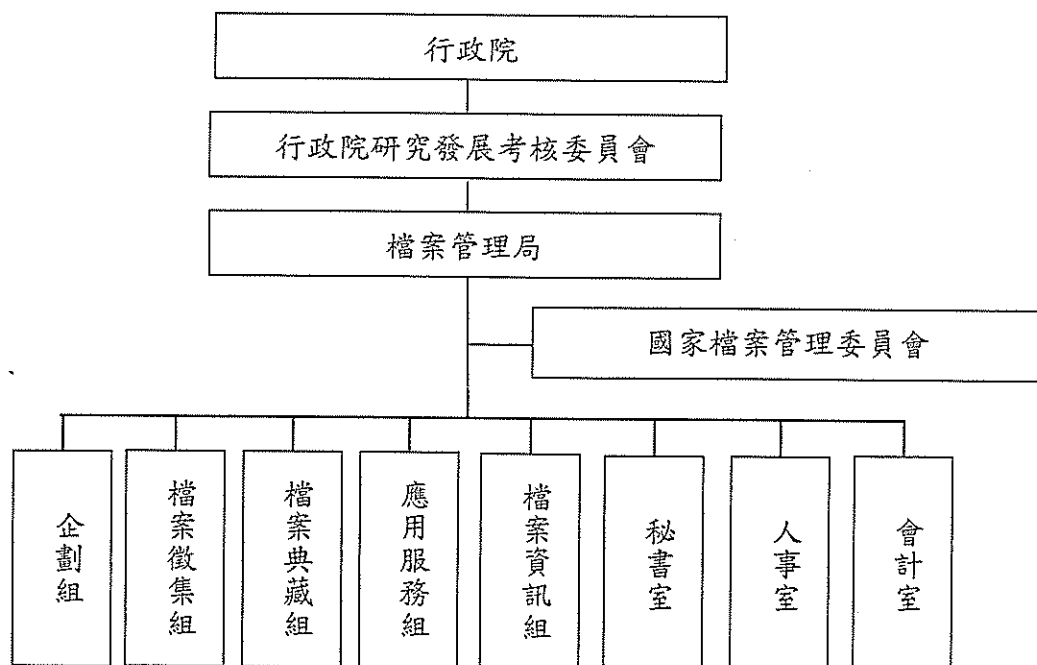 行政院
行政院研究發展考核委員會
檔案管理局
國家檔案管理委員會
企劃組
檔案徵集組
檔案典藏組
應用服務組
檔案資訊組
秘書室
人事室
會計室